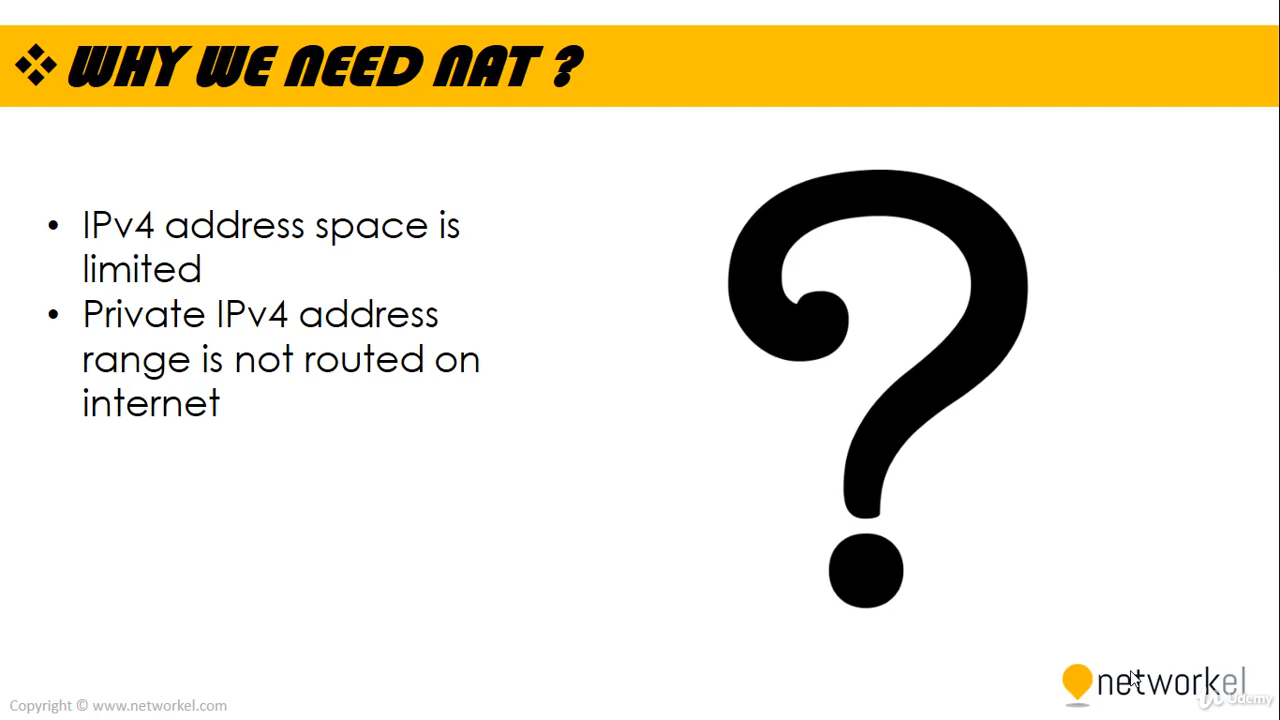 ❖ WHY WE NEED NAT ?
• IPv4 address space is
limited
• Private IPv4 address
range is not routed on
internet
?
networkel
Udemy
Copyright © www.networkel.com